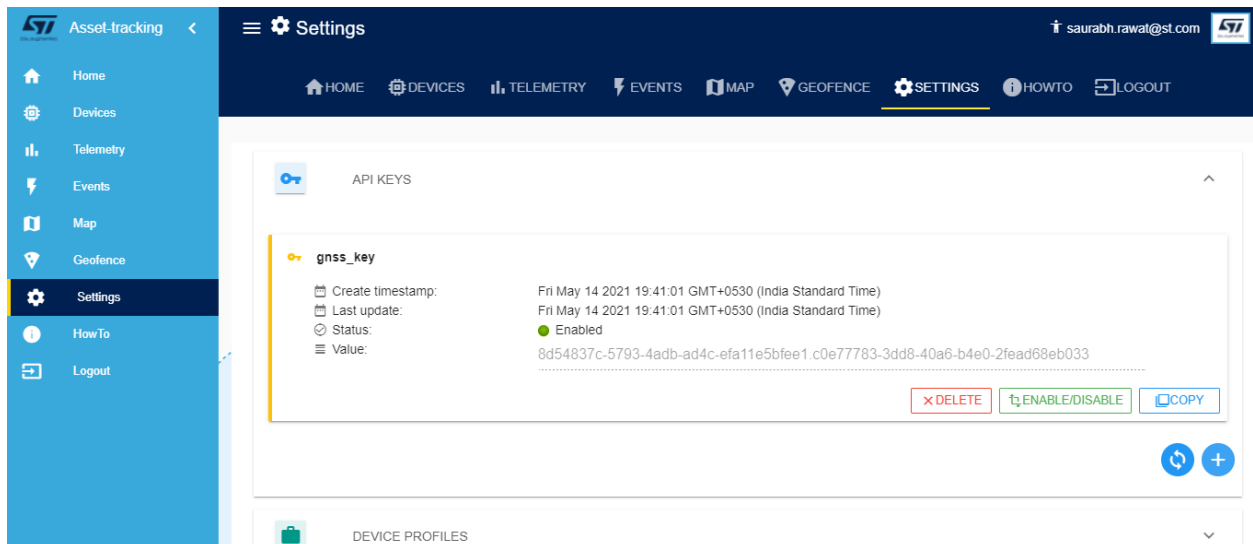 Asset-tracking
Settings
saurabh.rawat@st.com
Home
Devices
Telemetry
Events
Map
Geofence
Settings
HowTo
Logout
HOME DEVICES TELEMETRY EVENTS MAP GEOFENCE SETTINGS HOWTO LOGOUT
API KEYS
gnss_key
Create timestamp: Fri May 14 2021 19:41:01 GMT+0530 (India Standard Time)
Last update: Fri May 14 2021 19:41:01 GMT+0530 (India Standard Time)
Status: Enabled
Value: 8d54837c-5793-4adb-ad4c-efa11e5bfee1.c0e77783-3dd8-40a6-b4e0-2fead68eb033
DELETE ENABLE/DISABLE COPY
DEVICE PROFILES